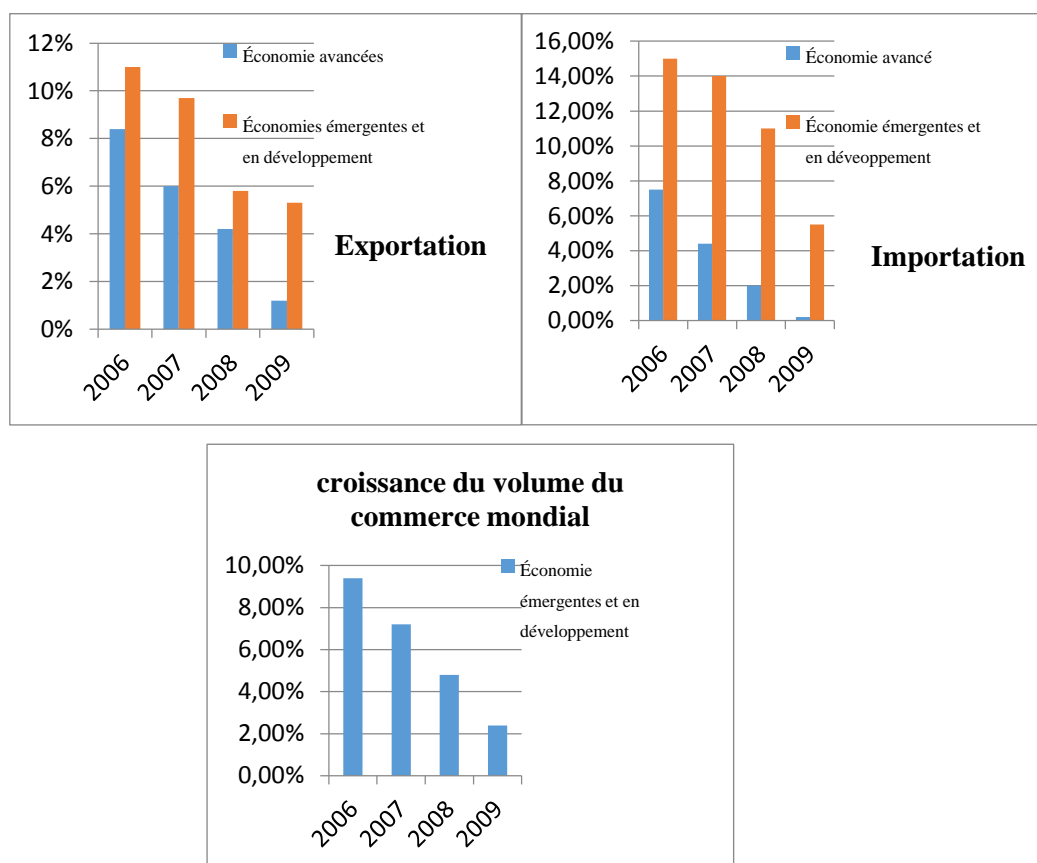 12%
10%
8%
6%
4%
2%
0%
2006
2007
2008
2009
Économie avancées
Économies émergentes et
en développement
Exportation
16,00%
14,00%
12,00%
10,00%
8,00%
6,00%
4,00%
2,00%
0,00%
2006
2007
2008
2009
Économie avancé
Économie émergentes et
en déveoppement
Importation
croissance du volume du
commerce mondial
10,00%
8,00%
6,00%
4,00%
2,00%
0,00%
2006
2007
2008
2009
Économie
émergentes et en
développement